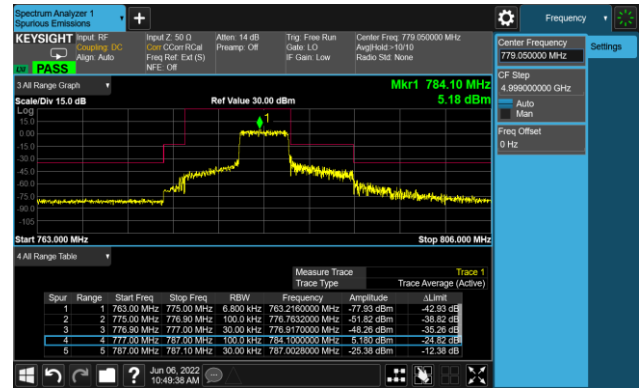 Spectrum Analyzer 1
Spurious Emissions
Frequency
KEYSIGHT Input: RF
Coupling: DC
Align: Auto
Input Z: 50 Ω
Corr CCorr RCal
Freq Ref: Ext (S)
NFE: Off
Atten: 14 dB
Preamp: Off
Trig: Free Run
Gate: LO
IF Gain: Low
Center Freq: 779.050000 MHz
Avg|Hold:>10/10
Radio Std: None
PASS
Center Frequency
779.050000 MHz
Settings
CF Step
4.999000000 GHz
Auto
Man
Freq Offset
0 Hz
3 All Range Graph
Mkr1 784.10 MHz
5.18 dBm
Scale/Div 15.0 dB
Ref Value 30.00 dBm
Log
15.0
0.00
-15.0
-30.0
-45.0
-60.0
-75.0
-90.0
-105
1
Start 763.000 MHz
Stop 806.000 MHz
4 All Range Table
Measure Trace Trace 1
Trace Type Trace Average (Active)
Spur Range Start Freq Stop Freq RBW Frequency Amplitude ΔLimit
1 1 763.00 MHz 775.00 MHz 6.800 kHz 763.2160000 MHz -77.93 dBm -42.93 dB
2 2 775.00 MHz 776.90 MHz 100.0 kHz 776.7632000 MHz -51.82 dBm -38.82 dB
3 3 776.90 MHz 777.00 MHz 30.00 kHz 776.9170000 MHz -48.26 dBm -35.26 dB
4 4 777.00 MHz 787.00 MHz 100.0 kHz 784.1000000 MHz 5.180 dBm -24.82 dB
5 5 787.00 MHz 787.10 MHz 30.00 kHz 787.0028000 MHz -25.38 dBm -12.38 dB
Jun 06, 2022
10:49:38 AM